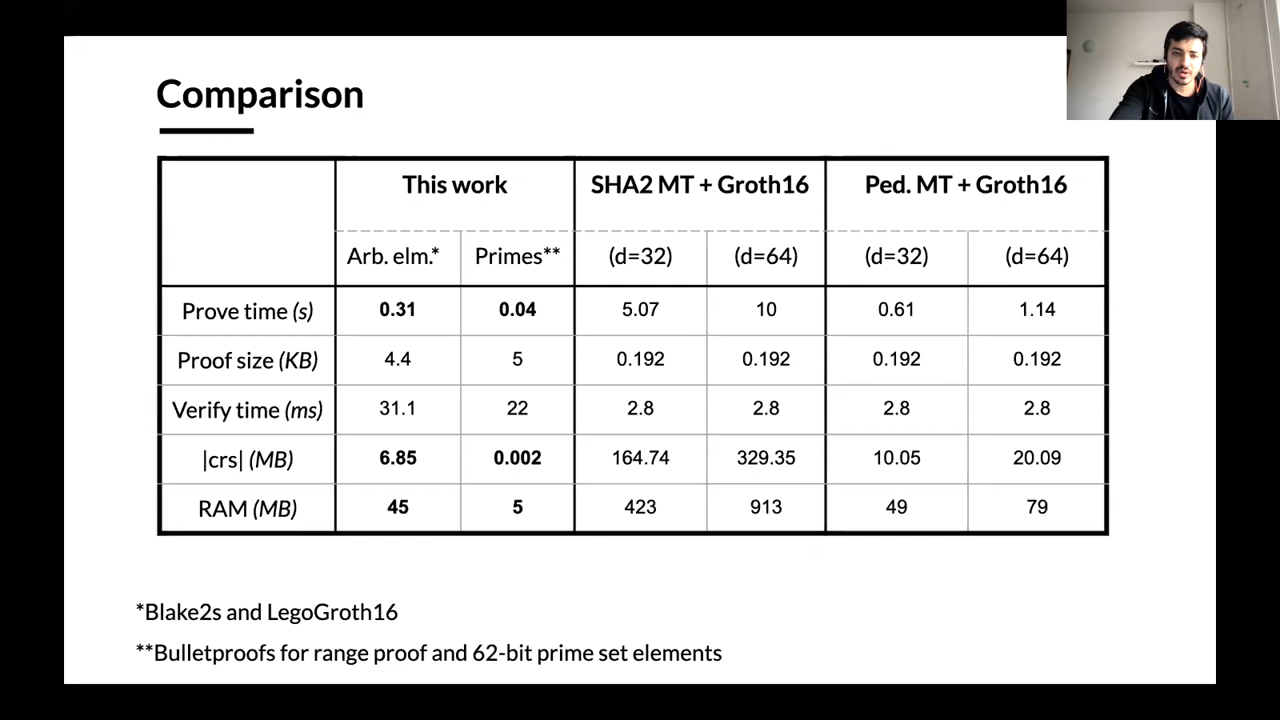 Comparison
This work SHA2 MT + Groth16 Ped. MT + Groth16
Arb. elm.* Primes** (d=32) (d=64) (d=32) (d=64)
Prove time (s) 0.31 0.04 5.07 10 0.61 1.14
Proof size (KB) 4.4 5 0.192 0.192 0.192 0.192
Verify time (ms) 31.1 22 2.8 2.8 2.8 2.8
|crs| (MB) 6.85 0.002 164.74 329.35 10.05 20.09
RAM (MB) 45 5 423 913 49 79
*Blake2s and LegoGroth16
**Bulletproofs for range proof and 62-bit prime set elements